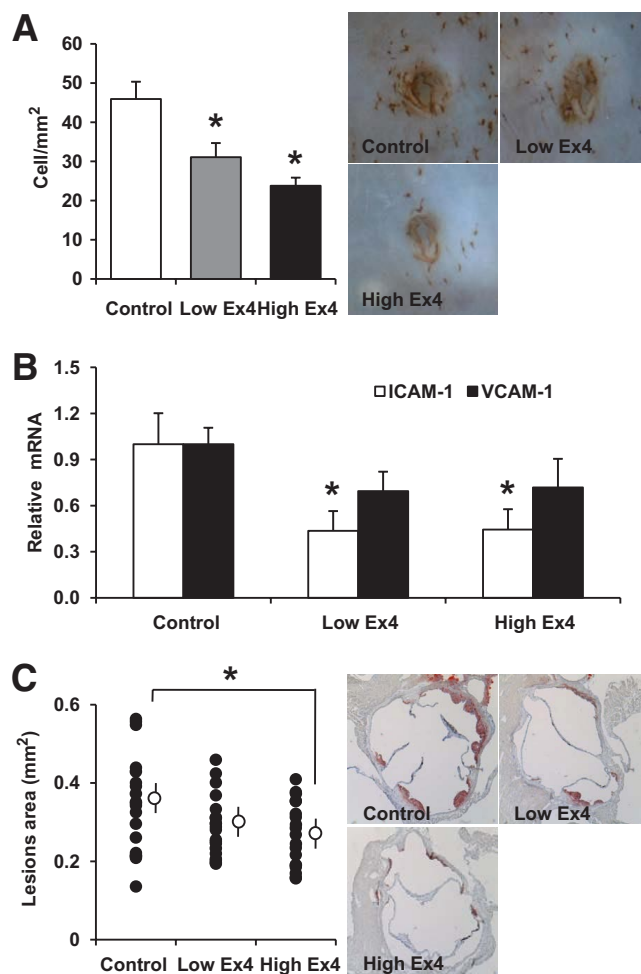 A
Cell/mm²
60
50
40
30
20
10
0
*
*
Control Low Ex4 High Ex4
Control
Low Ex4
High Ex4
B
Relative mRNA
1.5
1.2
0.9
0.6
0.3
0.0
ICAM-1 VCAM-1
*
*
Control Low Ex4 High Ex4
C
Lesions area (mm²)
0.6
0.4
0.2
0
*
Control Low Ex4 High Ex4
Control
Low Ex4
High Ex4